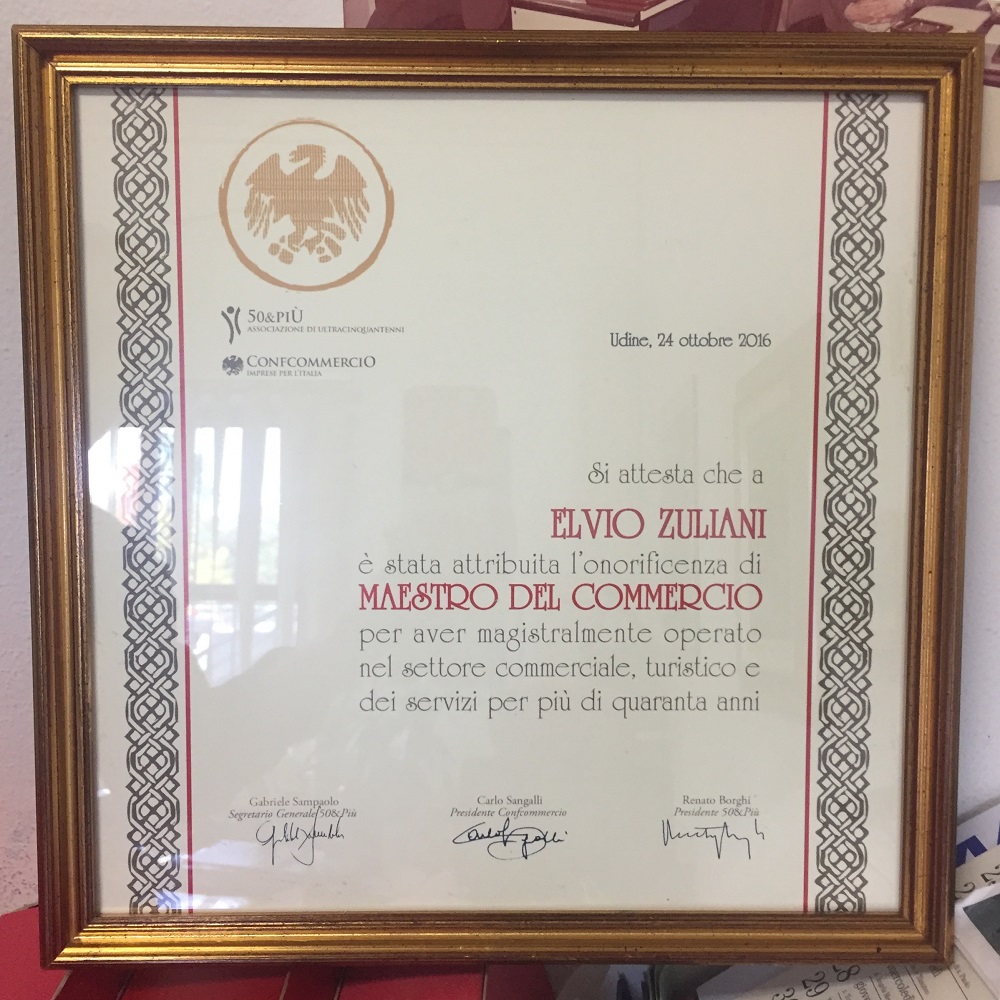 50&PIÙ
ASSOCIAZIONE DI ULTRACINQUANTENNI
CONFCOMMERCIO
IMPRESE PER L'ITALIA
Udine, 24 ottobre 2016
Si attesta che a
ELVIO ZULIANI
è stata attribuita l'onorificenza di
MAESTRO DEL COMMERCIO
per aver magistralmente operato
nel settore commerciale, turistico e
dei servizi per più di quaranta anni
Gabriele Sampaolo
Segretario Generale 50&Più
Carlo Sangalli
Presidente Confcommercio
Renato Borghi
Presidente 50&Più
28
29